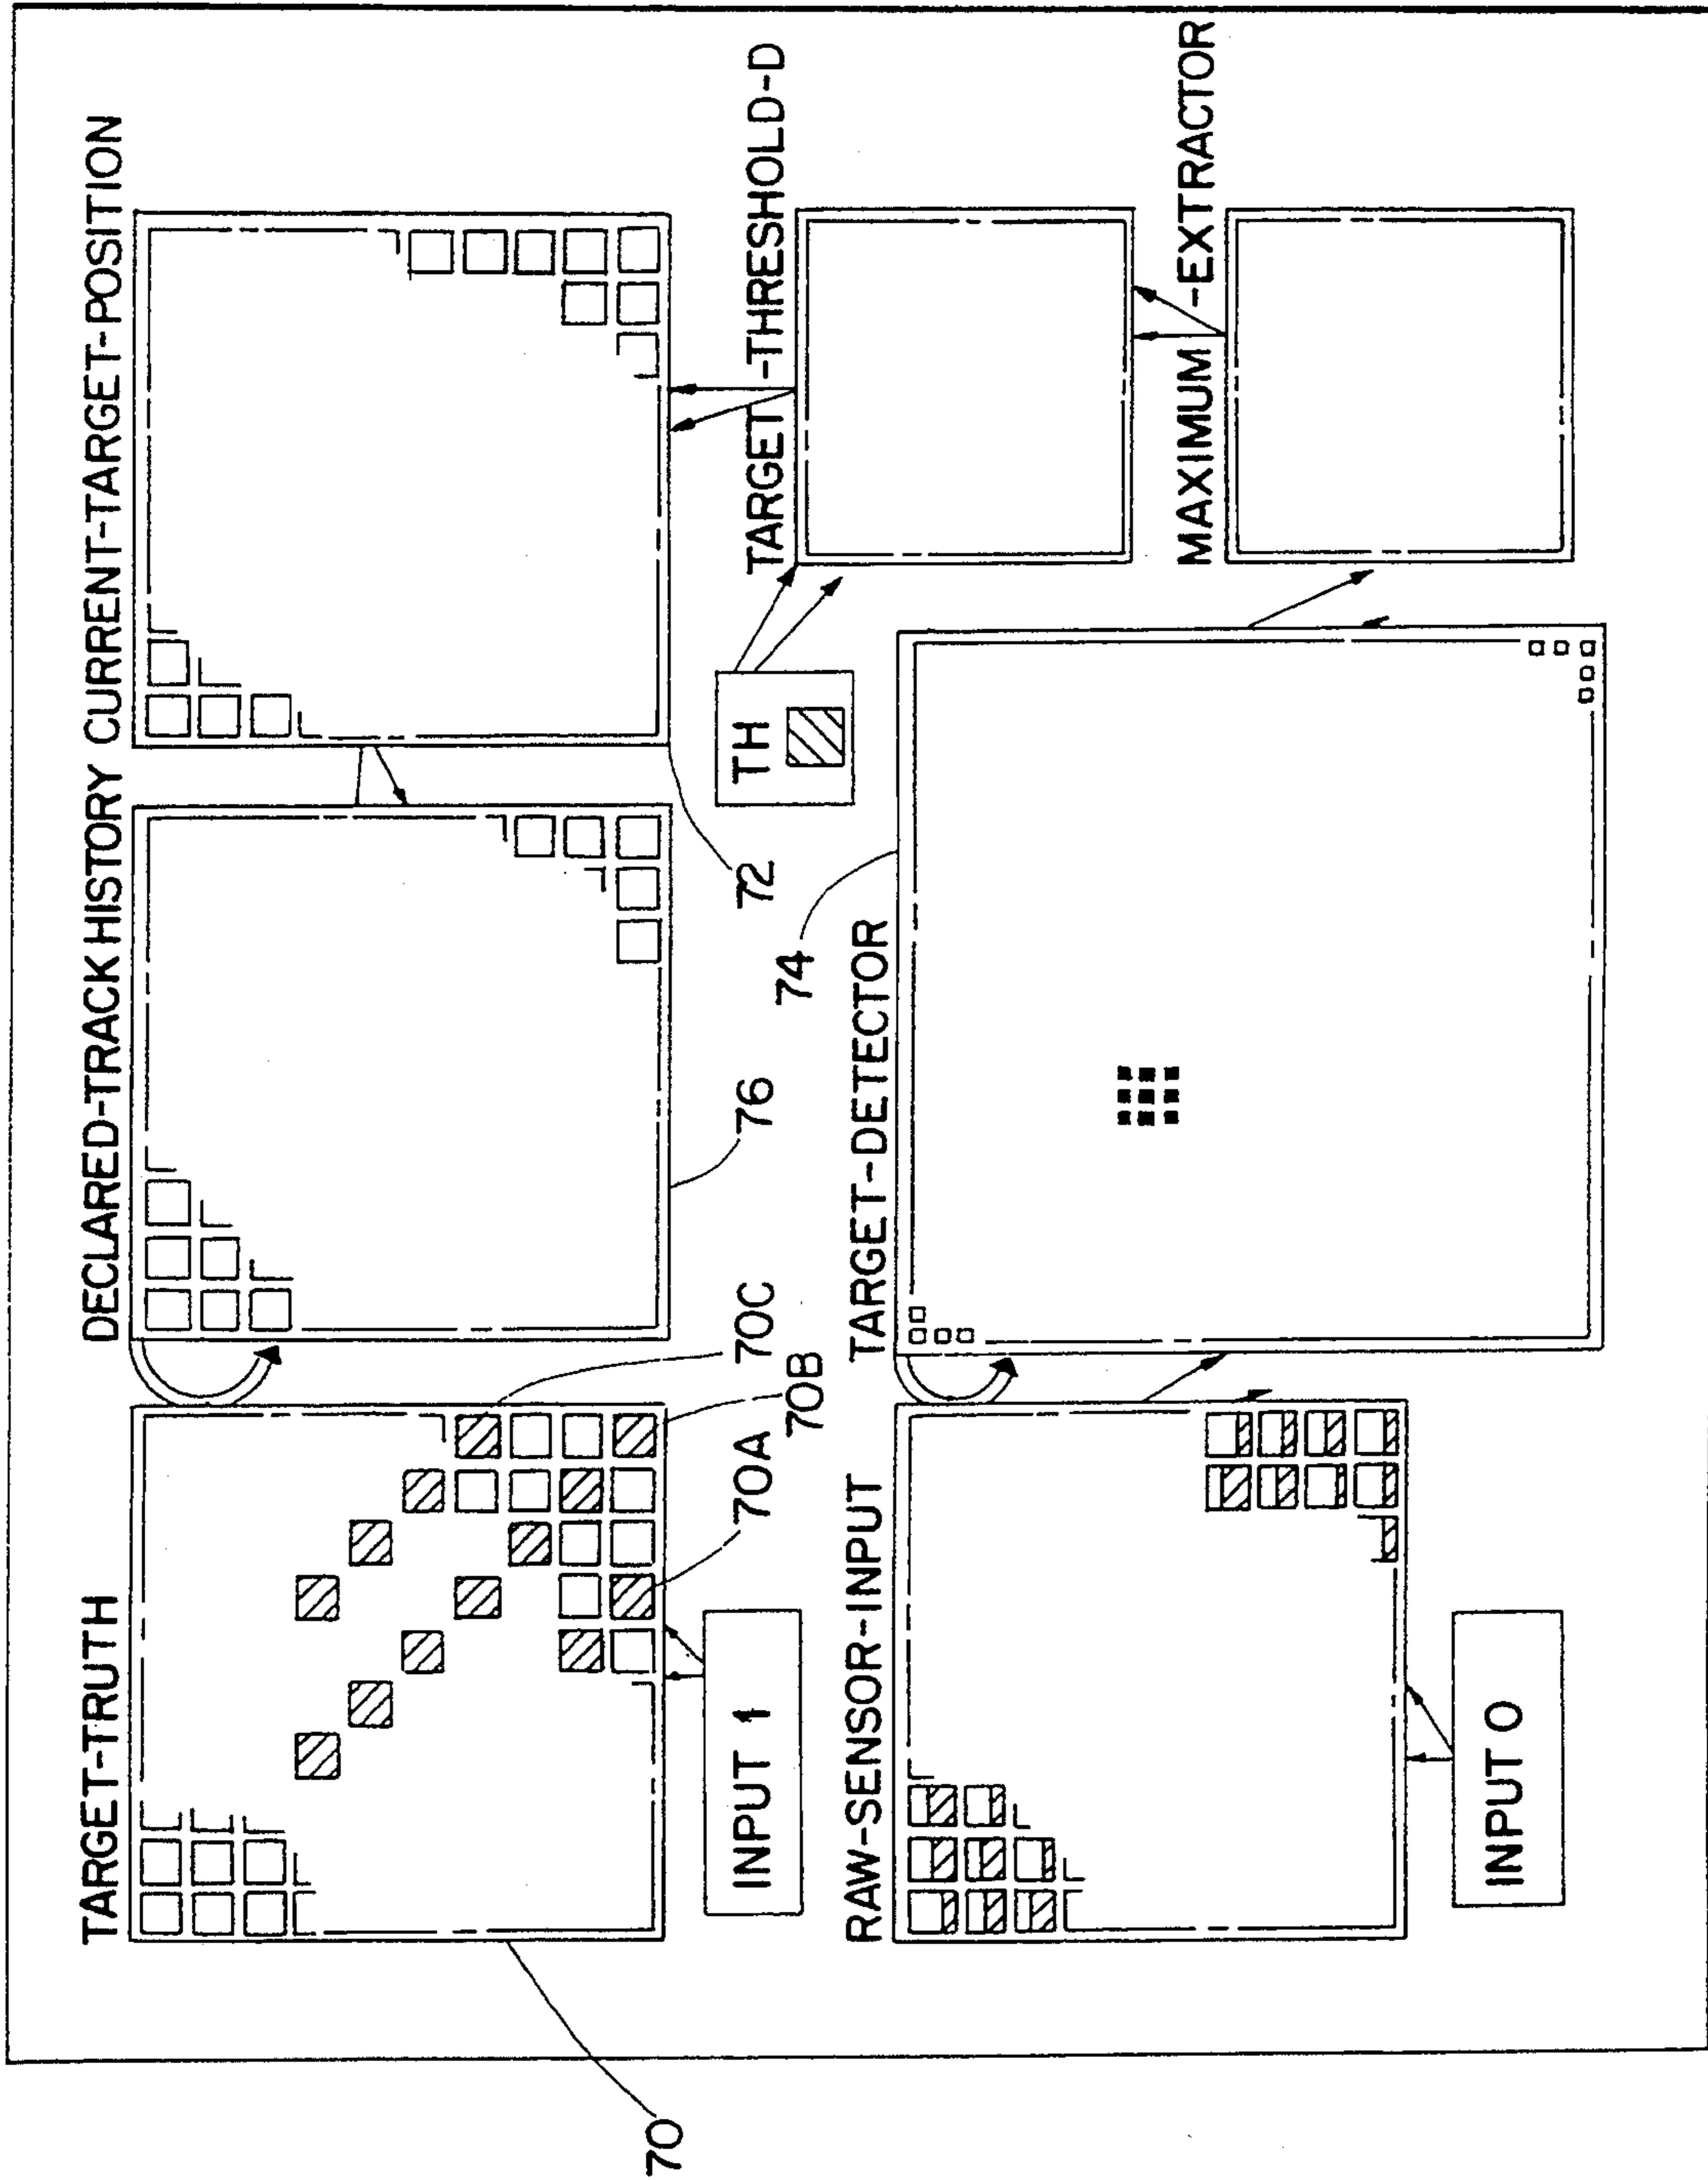 TARGET-TRUTH
DECLARED-TRACK HISTORY
CURRENT-TARGET-POSITION
70
70A
70B
70C
76
72
INPUT 1
TH
TARGET-THRESHOLD-D
RAW-SENSOR-INPUT
TARGET-DETECTOR
74
MAXIMUM-EXTRACTOR
INPUT 0